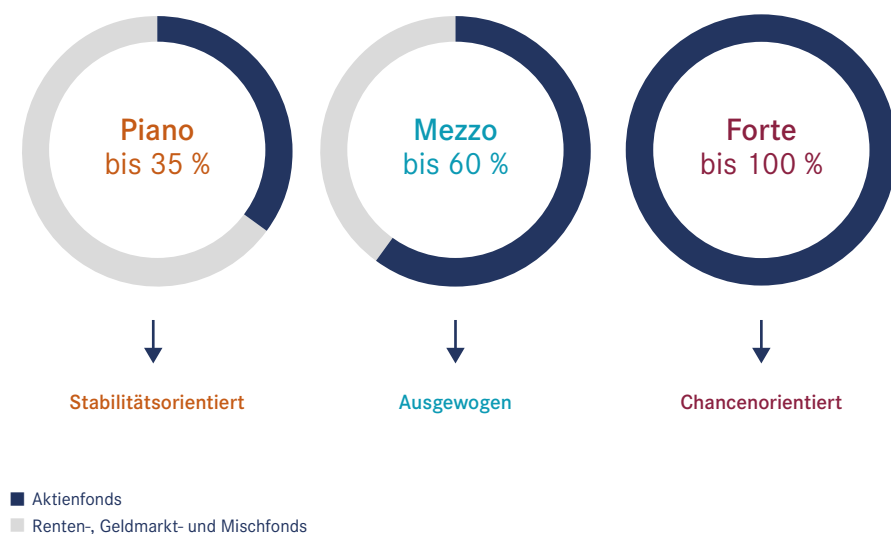 Piano
bis 35 %
Mezzo
bis 60 %
Forte
bis 100 %
Stabilitätsorientiert
Ausgewogen
Chancenorientiert
Aktienfonds
Renten-, Geldmarkt- und Mischfonds